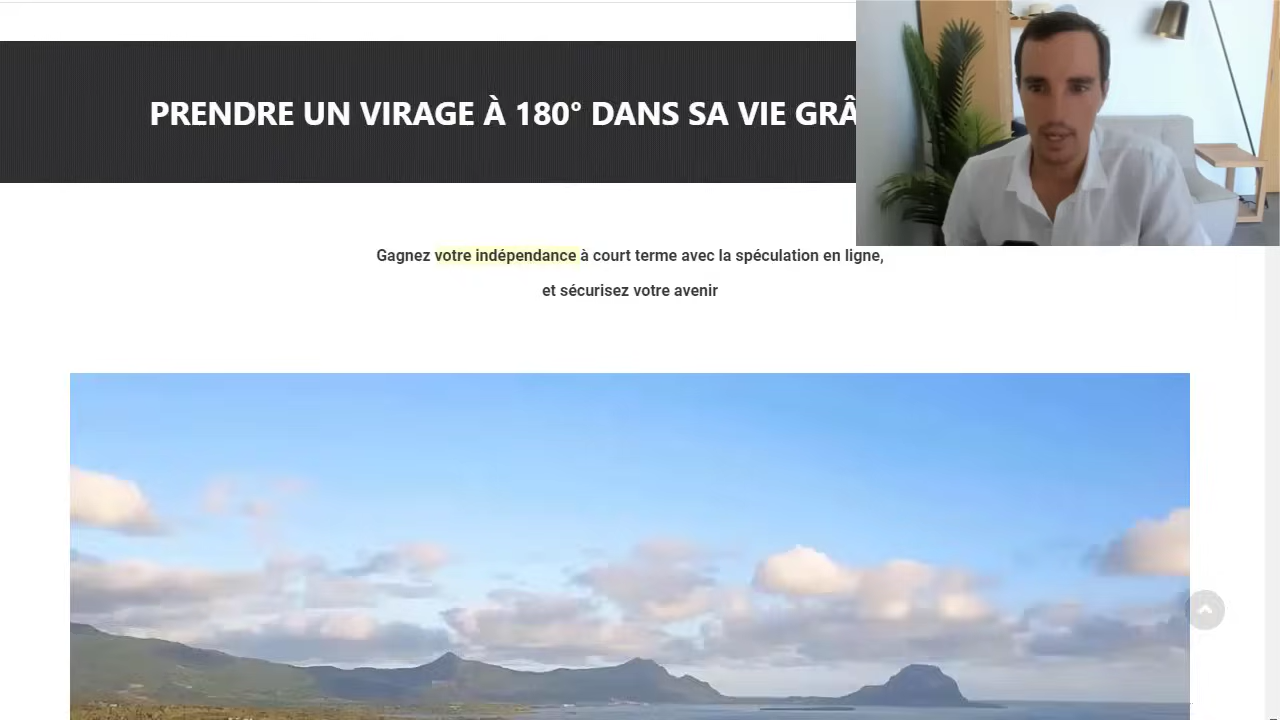 PRENDRE UN VIRAGE À 180° DANS SA VIE GRÂ
Gagnez votre indépendance à court terme avec la spéculation en ligne,
et sécurisez votre avenir